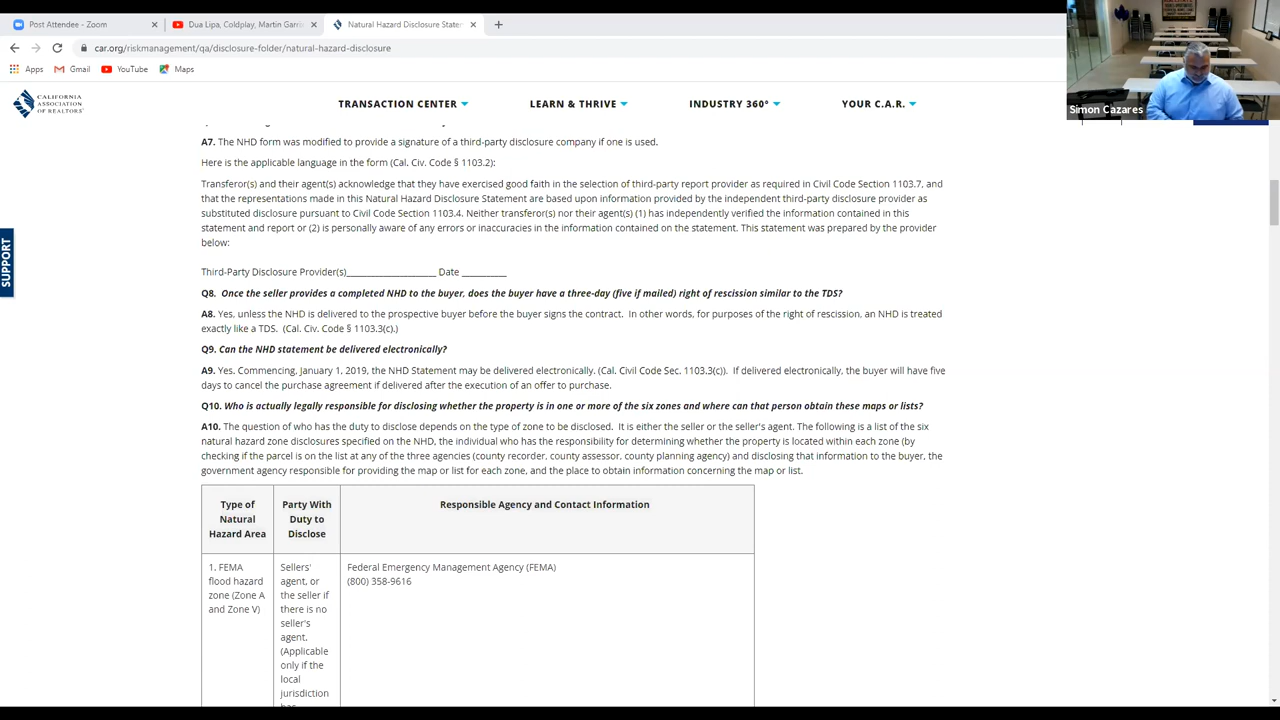 Post Attendee - Zoom
Dua Lipa, Coldplay, Martin Garri
Natural Hazard Disclosure State
car.org/riskmanagement/qa/disclosure-folder/natural-hazard-disclosure
Apps Gmail YouTube Maps
Simon Cazares
CALIFORNIA
ASSOCIATION
OF REALTORS
TRANSACTION CENTER LEARN & THRIVE INDUSTRY 360° YOUR C.A.R.
A7. The NHD form was modified to provide a signature of a third-party disclosure company if one is used.
Here is the applicable language in the form (Cal. Civ. Code § 1103.2):
Transferor(s) and their agent(s) acknowledge that they have exercised good faith in the selection of third-party report provider as required in Civil Code Section 1103.7, and
that the representations made in this Natural Hazard Disclosure Statement are based upon information provided by the independent third-party disclosure provider as
substituted disclosure pursuant to Civil Code Section 1103.4. Neither transferor(s) nor their agent(s) (1) has independently verified the information contained in this
statement and report or (2) is personally aware of any errors or inaccuracies in the information contained on the statement. This statement was prepared by the provider
below:
Third-Party Disclosure Provider(s)____________________ Date __________
Q8. Once the seller provides a completed NHD to the buyer, does the buyer have a three-day (five if mailed) right of rescission similar to the TDS?
A8. Yes, unless the NHD is delivered to the prospective buyer before the buyer signs the contract. In other words, for purposes of the right of rescission, an NHD is treated
exactly like a TDS. (Cal. Civ. Code § 1103.3(c).)
Q9. Can the NHD statement be delivered electronically?
A9. Yes. Commencing, January 1, 2019, the NHD Statement may be delivered electronically. (Cal. Civil Code Sec. 1103.3(c)). If delivered electronically, the buyer will have five
days to cancel the purchase agreement if delivered after the execution of an offer to purchase.
Q10. Who is actually legally responsible for disclosing whether the property is in one or more of the six zones and where can that person obtain these maps or lists?
A10. The question of who has the duty to disclose depends on the type of zone to be disclosed. It is either the seller or the seller's agent. The following is a list of the six
natural hazard zone disclosures specified on the NHD, the individual who has the responsibility for determining whether the property is located within each zone (by
checking if the parcel is on the list at any of the three agencies (county recorder, county assessor, county planning agency) and disclosing that information to the buyer, the
government agency responsible for providing the map or list for each zone, and the place to obtain information concerning the map or list.
Type of
Natural
Hazard Area
Party With
Duty to
Disclose
Responsible Agency and Contact Information
1. FEMA
flood hazard
zone (Zone A
and Zone V)
Sellers'
agent, or
the seller if
there is no
seller's
agent.
(Applicable
only if the
local
jurisdiction
Federal Emergency Management Agency (FEMA)
(800) 358-9616
SUPPORT